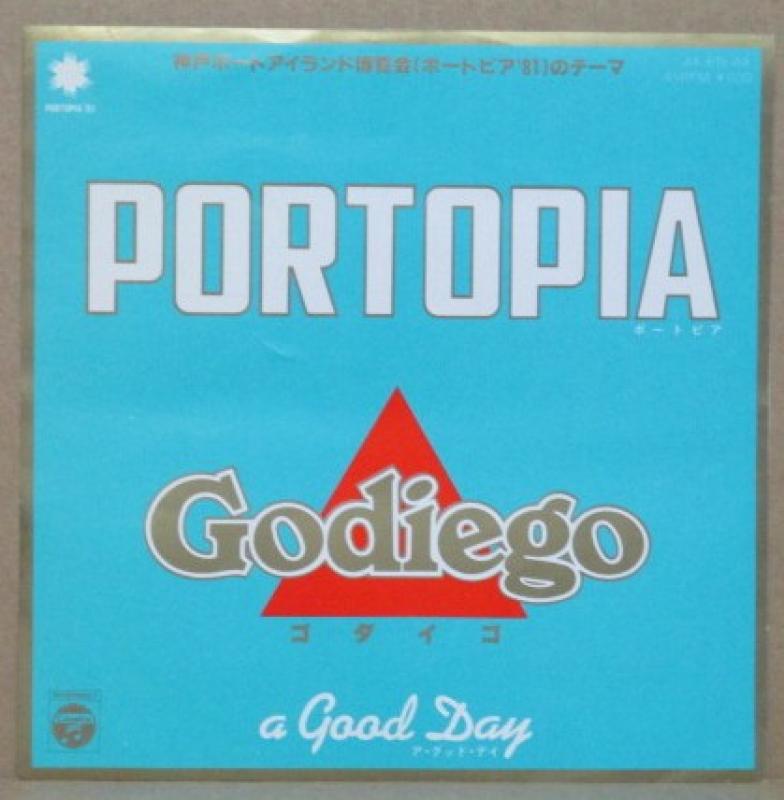 神戸ポートアイランド博覧会(ポートピア'81)のテーマ
PORTOPIA '81
PORTOPIA
ポートピア
Godiego
ゴダイゴ
a Good Day
ア・グッド・デイ